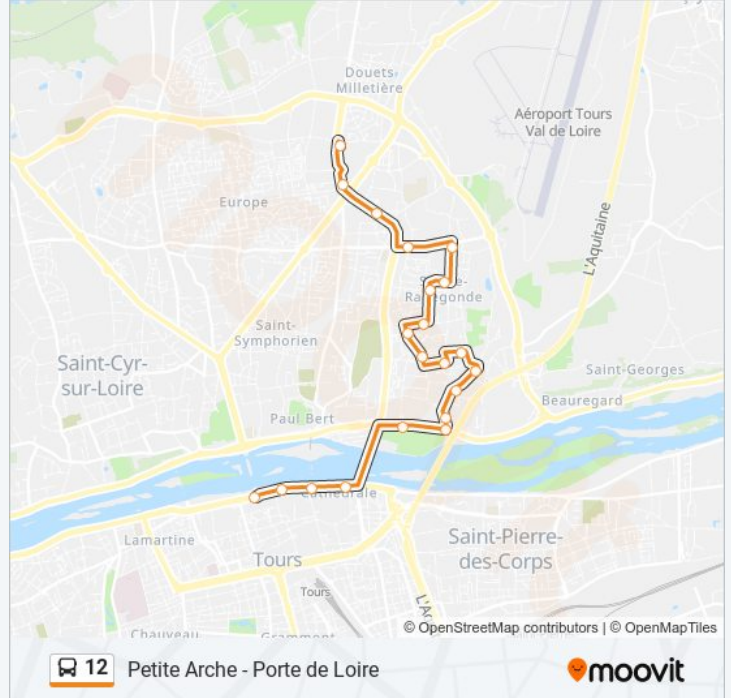 Douets-
Milletière
Aéroport Tours
Val de Loire
Europe
L'Aquitaine
Saint-
Symphorien
Saint-Cyr-
sur-Loire
Saint-Georges
Beauregard
Paul Bert
Cathédrale
Lamartine
Saint-Pierre-
des-Corps
Tours
Tours
Chauveau
Grammont
© OpenStreetMap contributors | © OpenMapTiles
12 Petite Arche - Porte de Loire
moovit